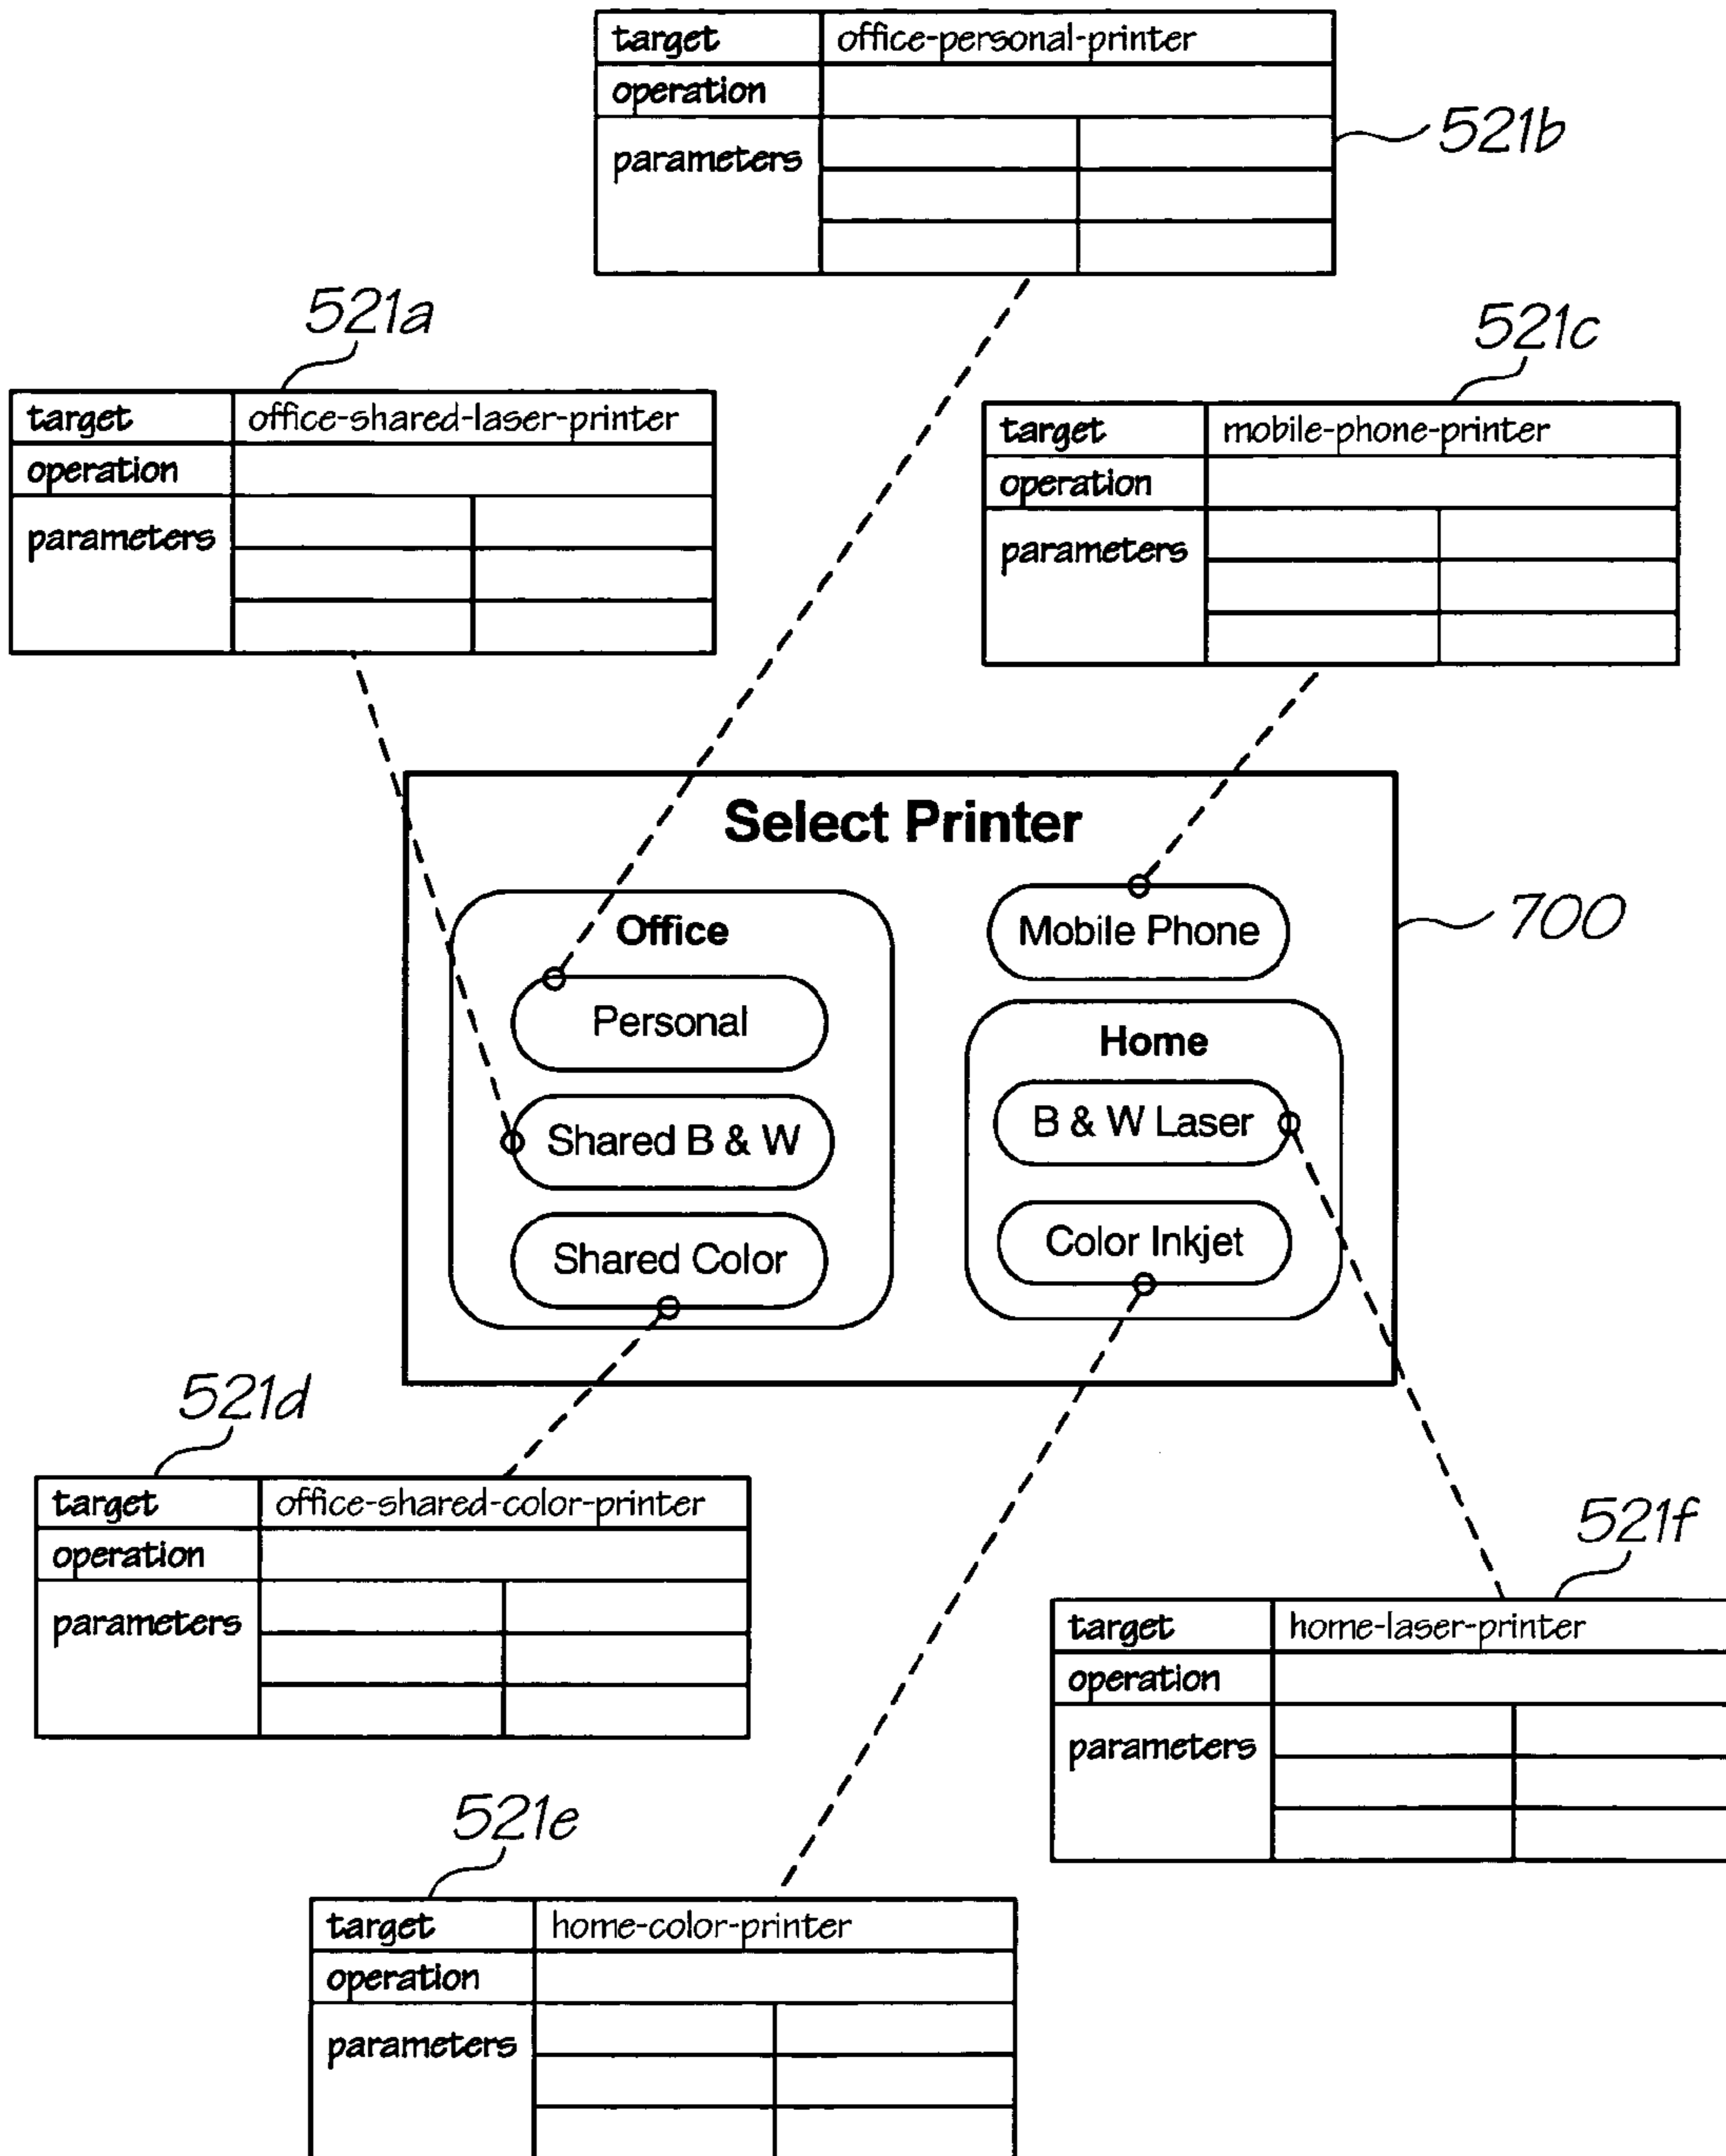 target office-personal-printer
operation
parameters
521b
521a
target office-shared-laser-printer
operation
parameters
521c
target mobile-phone-printer
operation
parameters
Select Printer
700
Office
Personal
Shared B & W
Shared Color
Mobile Phone
Home
B & W Laser
Color Inkjet
521d
target office-shared-color-printer
operation
parameters
521f
target home-laser-printer
operation
parameters
521e
target home-color-printer
operation
parameters